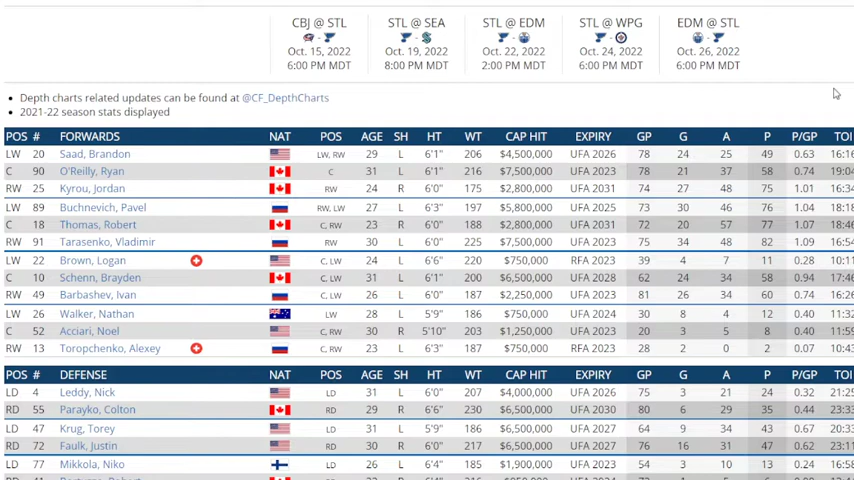 CBJ @ STL STL @ SEA STL @ EDM STL @ WPG EDM @ STL
Oct. 15, 2022 Oct. 19, 2022 Oct. 22, 2022 Oct. 24, 2022 Oct. 26, 2022
6:00 PM MDT 8:00 PM MDT 2:00 PM MDT 6:00 PM MDT 6:00 PM MDT
Depth charts related updates can be found at @CF_DepthCharts
2021-22 season stats displayed
POS # FORWARDS NAT POS AGE SH HT WT CAP HIT EXPIRY GP G A P P/GP TOI
LW 20 Saad, Brandon LW, RW 29 L 6'1" 206 $4,500,000 UFA 2026 78 24 25 49 0.63 16:16
C 90 O'Reilly, Ryan C 31 L 6'1" 216 $7,500,000 UFA 2023 78 21 37 58 0.74 19:04
RW 25 Kyrou, Jordan RW 24 R 6'0" 175 $2,800,000 UFA 2031 74 27 48 75 1.01 16:34
LW 89 Buchnevich, Pavel RW, LW 27 L 6'3" 197 $5,800,000 UFA 2025 73 30 46 76 1.04 18:18
C 18 Thomas, Robert C, RW 23 R 6'0" 188 $2,800,000 UFA 2031 72 20 57 77 1.07 18:46
RW 91 Tarasenko, Vladimir RW 30 L 6'0" 225 $7,500,000 UFA 2023 75 34 48 82 1.09 16:54
LW 22 Brown, Logan C, LW 24 L 6'6" 220 $750,000 RFA 2023 39 4 7 11 0.28 10:11
C 10 Schenn, Brayden C, LW 31 L 6'1" 200 $6,500,000 UFA 2028 62 24 34 58 0.94 17:46
RW 49 Barbashev, Ivan C, LW 26 L 6'0" 187 $2,250,000 UFA 2023 81 26 34 60 0.74 16:26
LW 26 Walker, Nathan LW 28 L 5'9" 186 $775,000 UFA 2024 30 8 4 12 0.40 11:32
C 52 Acciari, Noel C, RW 30 R 5'10" 203 $1,250,000 UFA 2023 20 3 5 8 0.40 11:59
RW 13 Toropchenko, Alexey C, RW 23 L 6'3" 187 $750,000 RFA 2023 28 2 0 2 0.07 10:43
POS # DEFENSE NAT POS AGE SH HT WT CAP HIT EXPIRY GP G A P P/GP TOI
LD 4 Leddy, Nick LD 31 L 6'0" 207 $4,000,000 UFA 2026 75 3 21 24 0.32 21:25
RD 55 Parayko, Colton RD 29 R 6'6" 230 $6,500,000 UFA 2030 80 6 29 35 0.44 23:33
LD 47 Krug, Torey LD 31 L 5'9" 186 $6,500,000 UFA 2027 64 9 34 43 0.67 20:33
RD 72 Faulk, Justin RD 30 R 6'0" 217 $6,500,000 UFA 2027 76 16 31 47 0.62 23:11
LD 77 Mikkola, Niko LD 26 L 6'4" 185 $1,900,000 UFA 2023 54 3 10 13 0.24 16:58